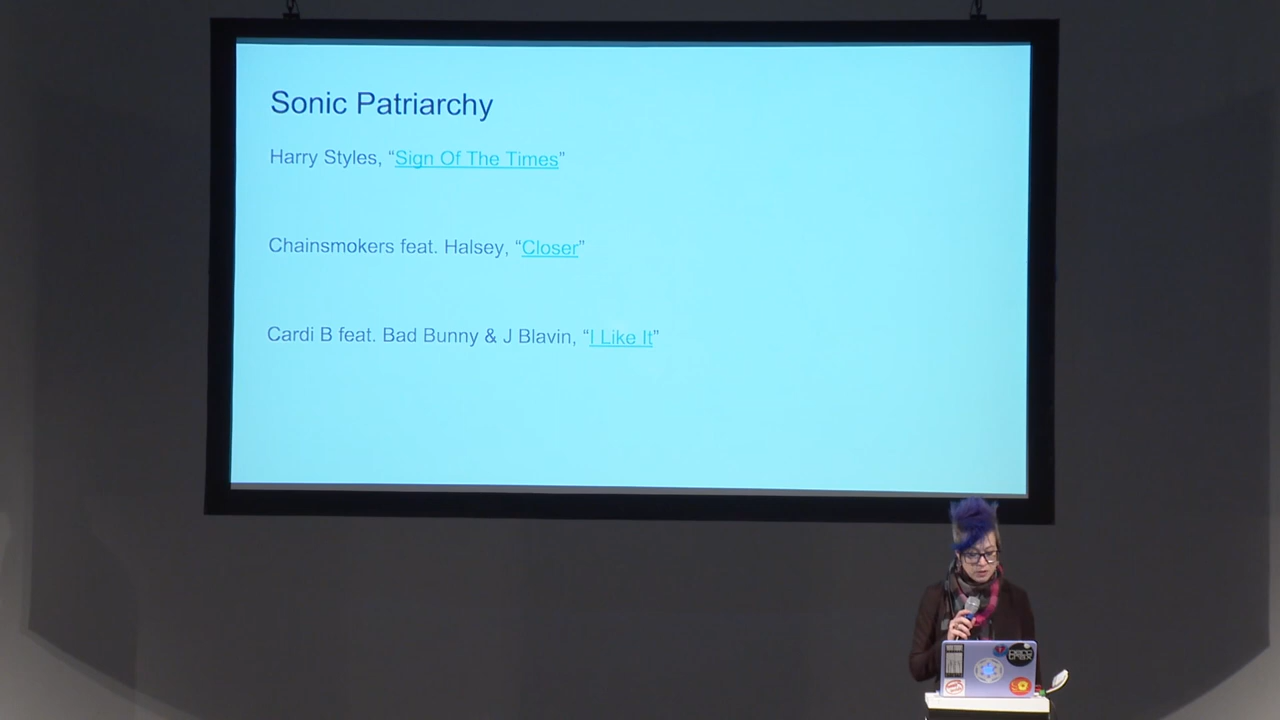 Sonic Patriarchy
Harry Styles, “Sign Of The Times”
Chainsmokers feat. Halsey, “Closer”
Cardi B feat. Bad Bunny & J Blavin, “I Like It”